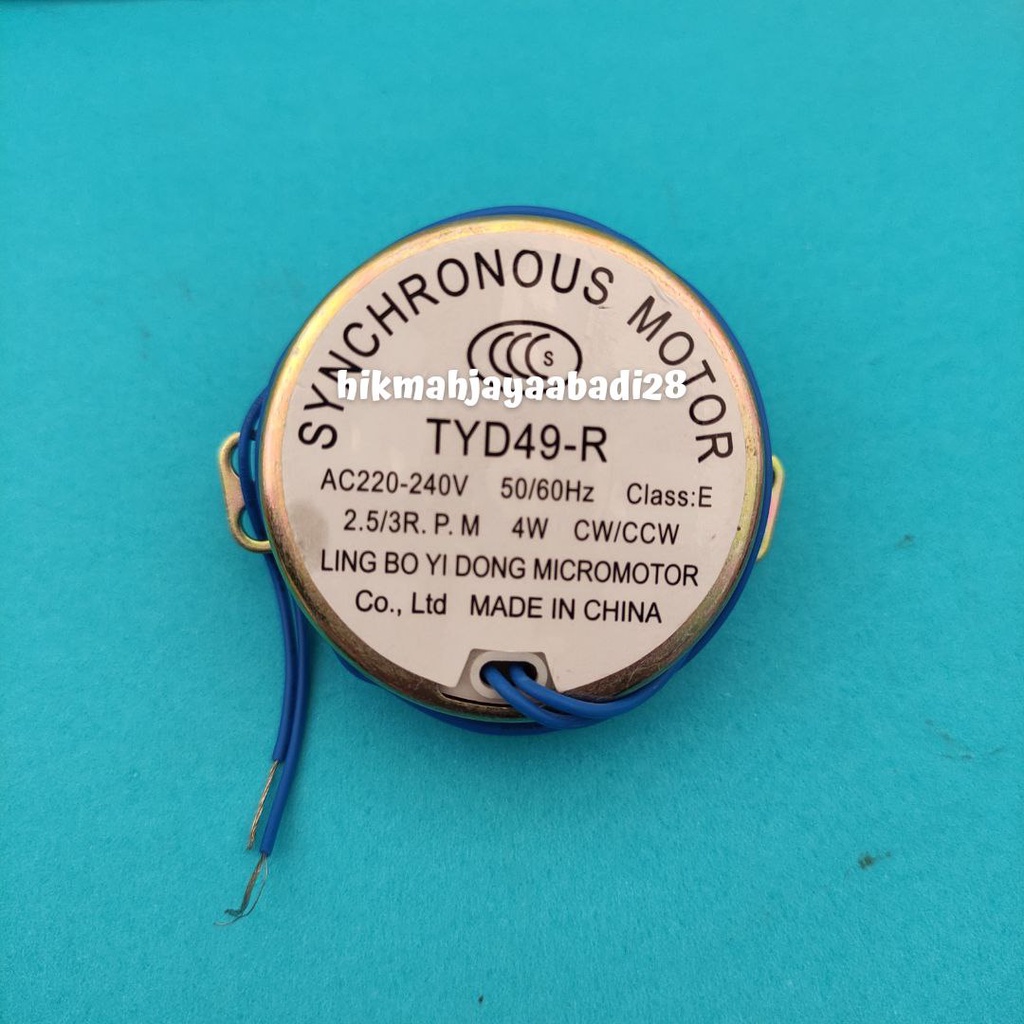 SYNCHRONOUS MOTOR
CCC S
hikmahjayaabadi28
TYD49-R
AC220-240V 50/60Hz Class:E
2.5/3R. P. M 4W CW/CCW
LING BO YI DONG MICROMOTOR
Co., Ltd MADE IN CHINA